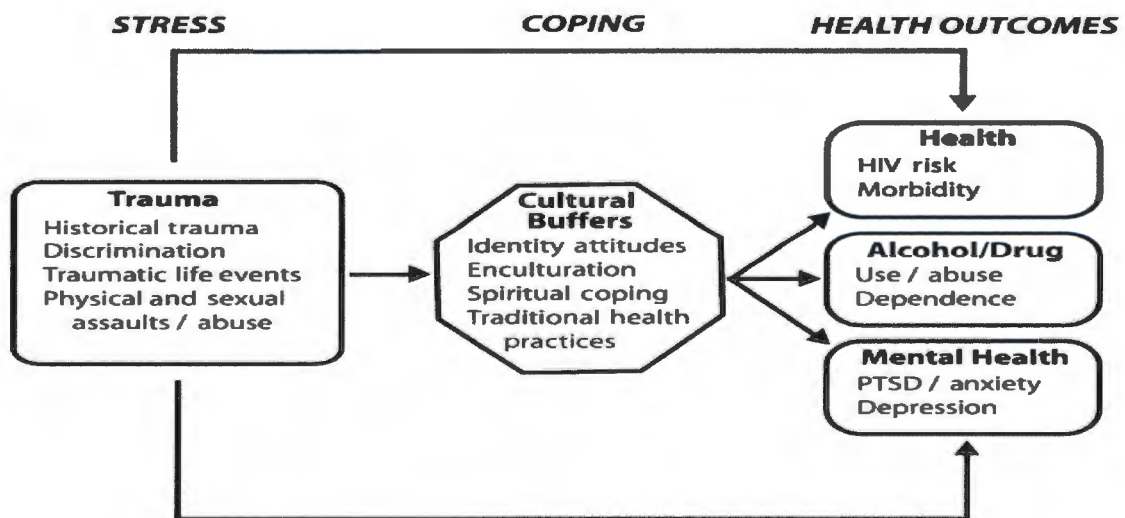 STRESS
COPING
HEALTH OUTCOMES
Trauma
Historical trauma
Discrimination
Traumatic life events
Physical and sexual
assaults / abuse
Cultural
Buffers
Identity attitudes
Enculturation
Spiritual coping
Traditional health
practices
Health
HIV risk
Morbidity
Alcohol/Drug
Use / abuse
Dependence
Mental Health
PTSD / anxiety
Depression